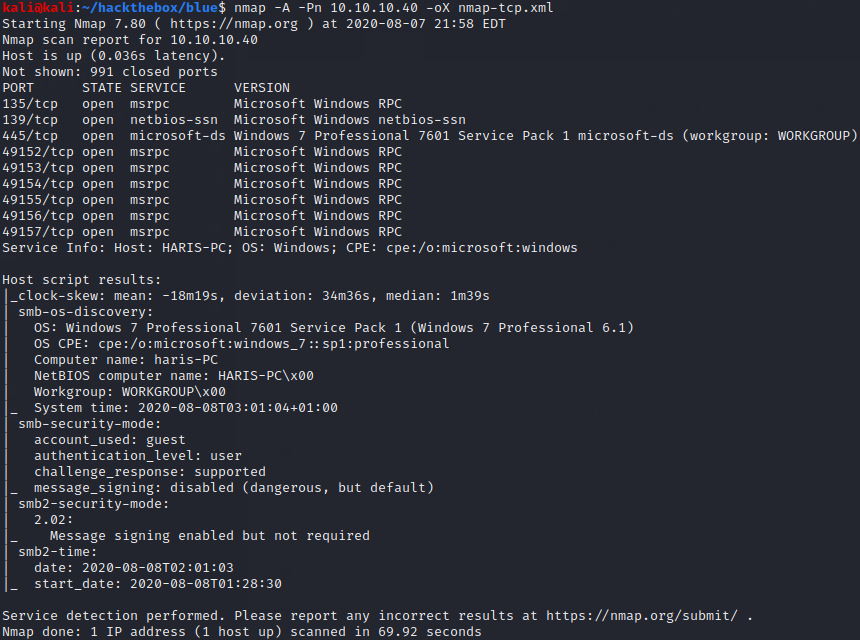 kali@kali:~/hackthebox/blue$ nmap -A -Pn 10.10.10.40 -oX nmap-tcp.xml
Starting Nmap 7.80 ( https://nmap.org ) at 2020-08-07 21:58 EDT
Nmap scan report for 10.10.10.40
Host is up (0.036s latency).
Not shown: 991 closed ports
PORT      STATE SERVICE      VERSION
135/tcp   open  msrpc        Microsoft Windows RPC
139/tcp   open  netbios-ssn  Microsoft Windows netbios-ssn
445/tcp   open  microsoft-ds Windows 7 Professional 7601 Service Pack 1 microsoft-ds (workgroup: WORKGROUP)
49152/tcp open  msrpc        Microsoft Windows RPC
49153/tcp open  msrpc        Microsoft Windows RPC
49154/tcp open  msrpc        Microsoft Windows RPC
49155/tcp open  msrpc        Microsoft Windows RPC
49156/tcp open  msrpc        Microsoft Windows RPC
49157/tcp open  msrpc        Microsoft Windows RPC
Service Info: Host: HARIS-PC; OS: Windows; CPE: cpe:/o:microsoft:windows

Host script results:
|_clock-skew: mean: -18m19s, deviation: 34m36s, median: 1m39s
| smb-os-discovery:
|   OS: Windows 7 Professional 7601 Service Pack 1 (Windows 7 Professional 6.1)
|   OS CPE: cpe:/o:microsoft:windows_7::sp1:professional
|   Computer name: haris-PC
|   NetBIOS computer name: HARIS-PC\x00
|   Workgroup: WORKGROUP\x00
|_  System time: 2020-08-08T03:01:04+01:00
| smb-security-mode:
|   account_used: guest
|   authentication_level: user
|   challenge_response: supported
|_  message_signing: disabled (dangerous, but default)
| smb2-security-mode:
|   2.02:
|_    Message signing enabled but not required
| smb2-time:
|   date: 2020-08-08T02:01:03
|_  start_date: 2020-08-08T01:28:30

Service detection performed. Please report any incorrect results at https://nmap.org/submit/ .
Nmap done: 1 IP address (1 host up) scanned in 69.92 seconds